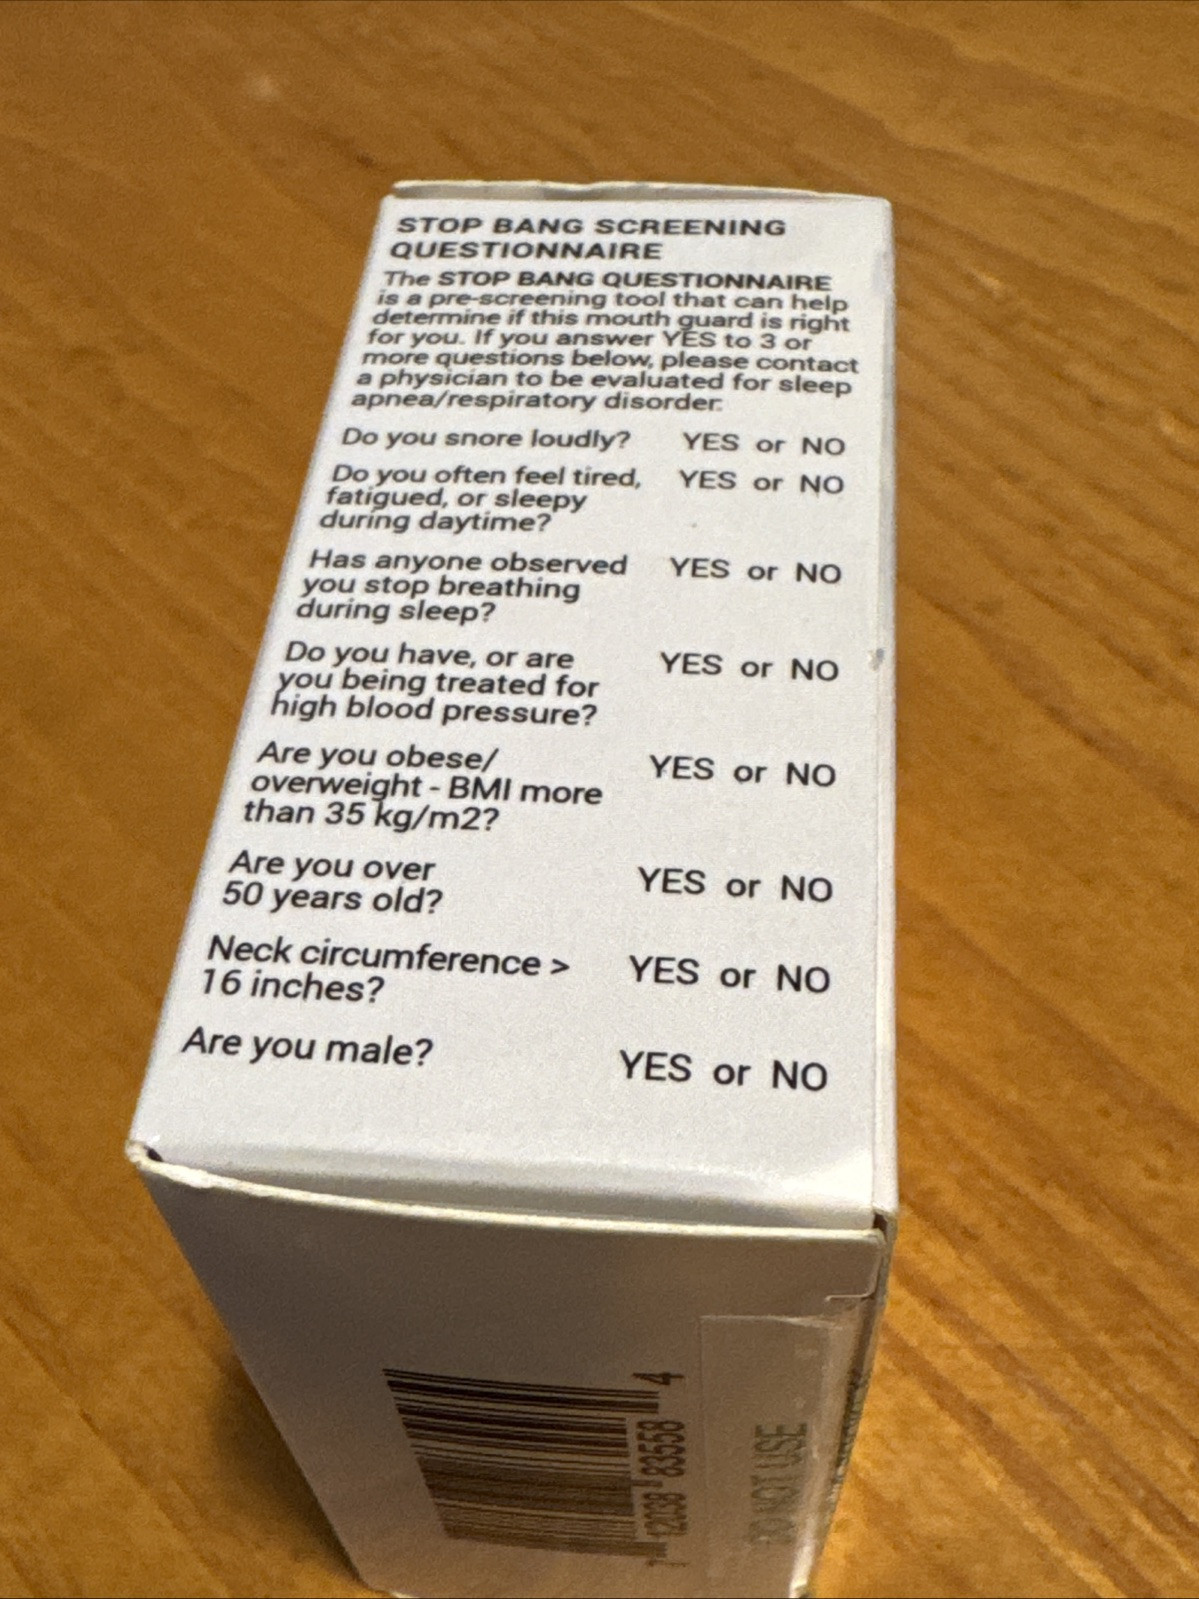 STOP BANG SCREENING
QUESTIONNAIRE
The STOP BANG QUESTIONNAIRE
is a pre-screening tool that can help
determine if this mouth guard is right
for you. If you answer YES to 3 or
more questions below, please contact
a physician to be evaluated for sleep
apnea/respiratory disorder.
Do you snore loudly? YES or NO
Do you often feel tired, YES or NO
fatigued, or sleepy
during daytime?
Has anyone observed YES or NO
you stop breathing
during sleep?
Do you have, or are YES or NO
you being treated for
high blood pressure?
Are you obese/ YES or NO
overweight - BMI more
than 35 kg/m2?
Are you over YES or NO
50 years old?
Neck circumference > YES or NO
16 inches?
Are you male? YES or NO
7 12038 83558 4
DO NOT USE